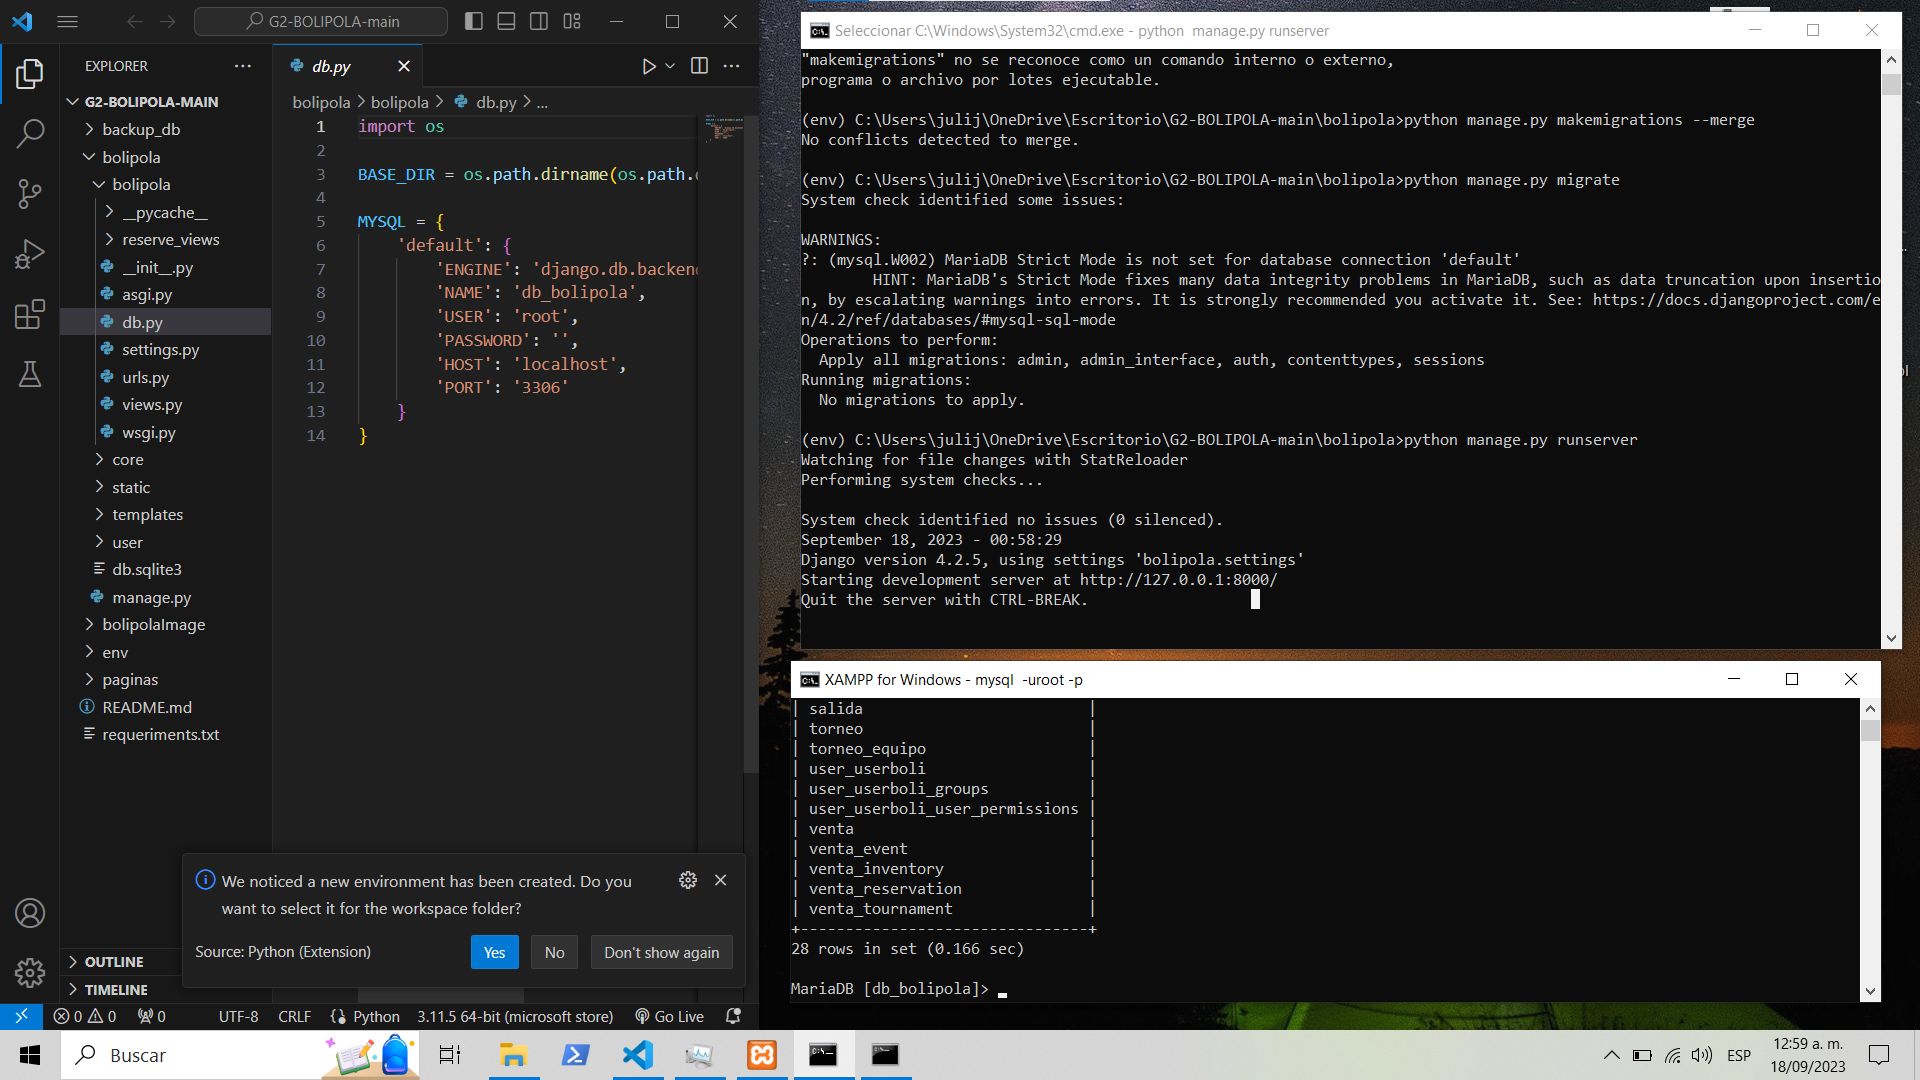 G2-BOLIPOLA-main
EXPLORER
G2-BOLIPOLA-MAIN
backup_db
bolipola
bolipola
__pycache__
reserve_views
__init__.py
asgi.py
db.py
settings.py
urls.py
views.py
wsgi.py
core
static
templates
user
db.sqlite3
manage.py
bolipolaImage
env
paginas
README.md
requeriments.txt
OUTLINE
TIMELINE
db.py
bolipola > bolipola > db.py > ...
1 import os
2
3 BASE_DIR = os.path.dirname(os.path.
4
5 MYSQL = {
6 'default': {
7 'ENGINE': 'django.db.backen
8 'NAME': 'db_bolipola',
9 'USER': 'root',
10 'PASSWORD': '',
11 'HOST': 'localhost',
12 'PORT': '3306'
13 }
14 }
We noticed a new environment has been created. Do you
want to select it for the workspace folder?
Source: Python (Extension)
Yes
No
Don't show again
0 0 0 UTF-8 CRLF Python 3.11.5 64-bit (microsoft store) Go Live
Seleccionar C:\Windows\System32\cmd.exe - python manage.py runserver
"makemigrations" no se reconoce como un comando interno o externo,
programa o archivo por lotes ejecutable.
(env) C:\Users\julij\OneDrive\Escritorio\G2-BOLIPOLA-main\bolipola>python manage.py makemigrations --merge
No conflicts detected to merge.
(env) C:\Users\julij\OneDrive\Escritorio\G2-BOLIPOLA-main\bolipola>python manage.py migrate
System check identified some issues:
WARNINGS:
?: (mysql.W002) MariaDB Strict Mode is not set for database connection 'default'
HINT: MariaDB's Strict Mode fixes many data integrity problems in MariaDB, such as data truncation upon insertio
n, by escalating warnings into errors. It is strongly recommended you activate it. See: https://docs.djangoproject.com/e
n/4.2/ref/databases/#mysql-sql-mode
Operations to perform:
Apply all migrations: admin, admin_interface, auth, contenttypes, sessions
Running migrations:
No migrations to apply.
(env) C:\Users\julij\OneDrive\Escritorio\G2-BOLIPOLA-main\bolipola>python manage.py runserver
Watching for file changes with StatReloader
Performing system checks...
System check identified no issues (0 silenced).
September 18, 2023 - 00:58:29
Django version 4.2.5, using settings 'bolipola.settings'
Starting development server at http://127.0.0.1:8000/
Quit the server with CTRL-BREAK.
XAMPP for Windows - mysql -uroot -p
| salida |
| torneo |
| torneo_equipo |
| user_userboli |
| user_userboli_groups |
| user_userboli_user_permissions |
| venta |
| venta_event |
| venta_inventory |
| venta_reservation |
| venta_tournament |
+--------------------------------+
28 rows in set (0.166 sec)
MariaDB [db_bolipola]>
Buscar
ESP
12:59 a. m.
18/09/2023